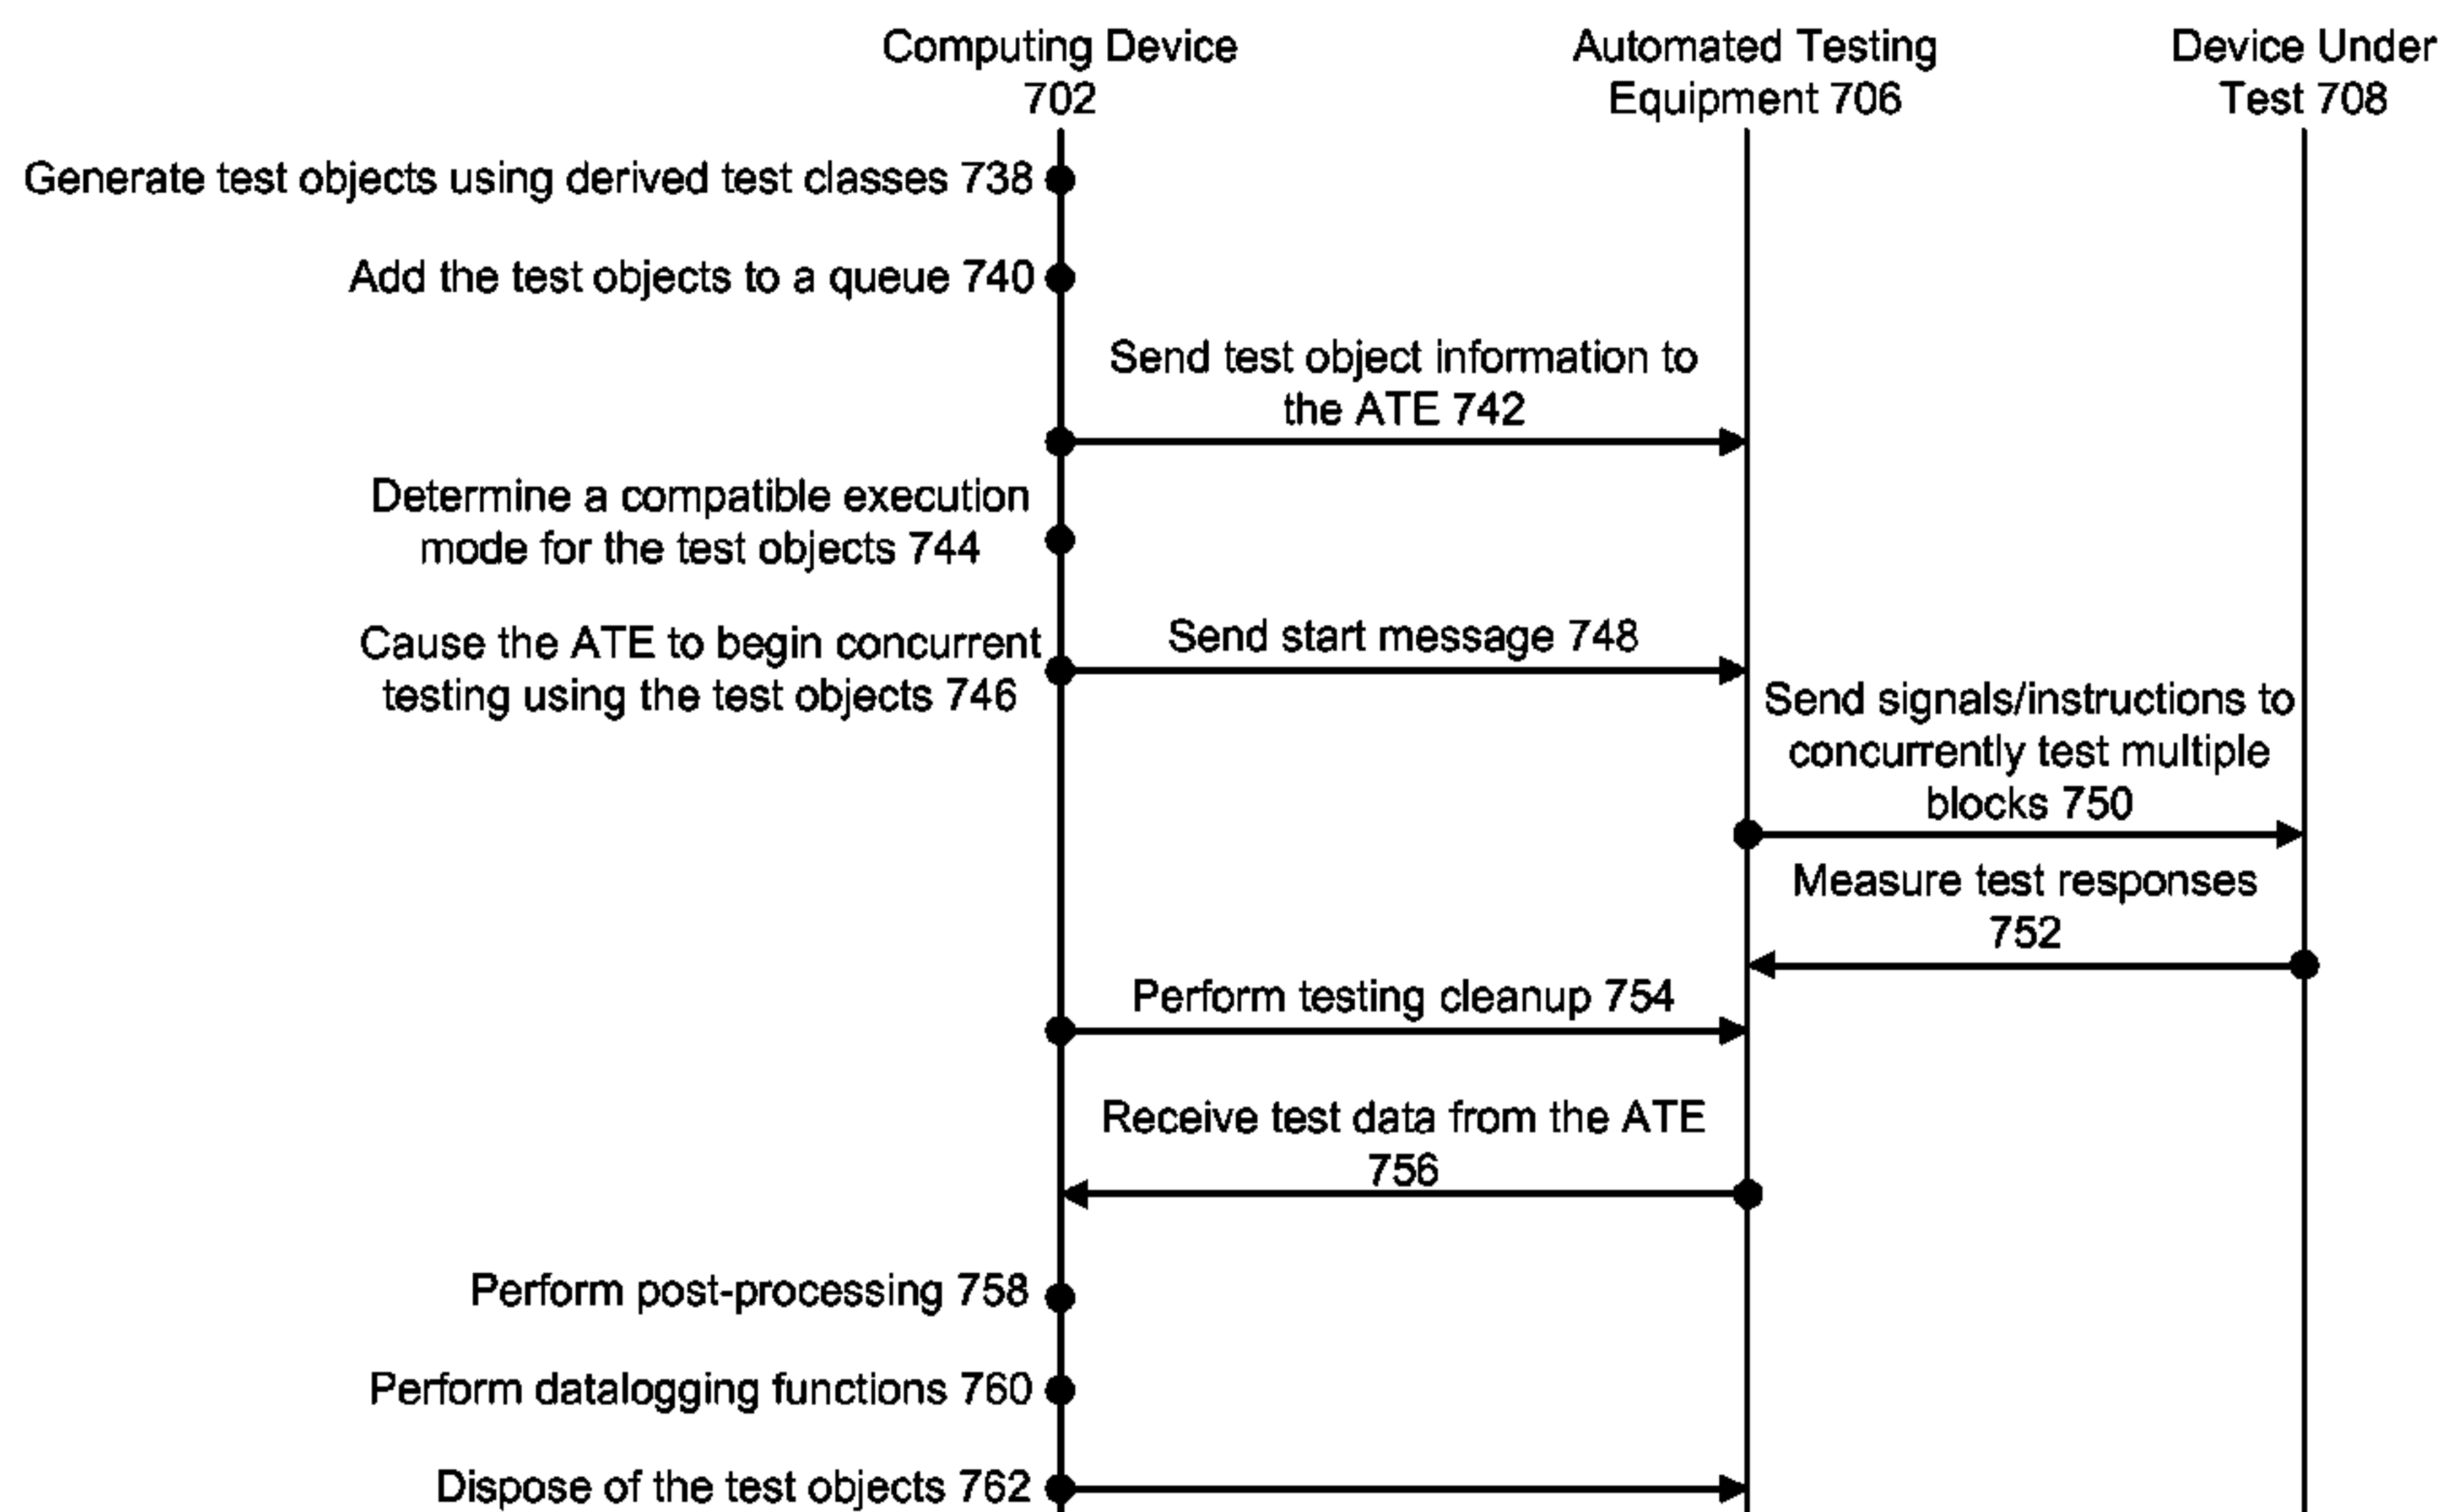 Computing Device
702
Automated Testing
Equipment 706
Device Under
Test 708
Generate test objects using derived test classes 738
Add the test objects to a queue 740
Send test object information to
the ATE 742
Determine a compatible execution
mode for the test objects 744
Cause the ATE to begin concurrent
testing using the test objects 746
Send start message 748
Send signals/instructions to
concurrently test multiple
blocks 750
Measure test responses
752
Perform testing cleanup 754
Receive test data from the ATE
756
Perform post-processing 758
Perform datalogging functions 760
Dispose of the test objects 762